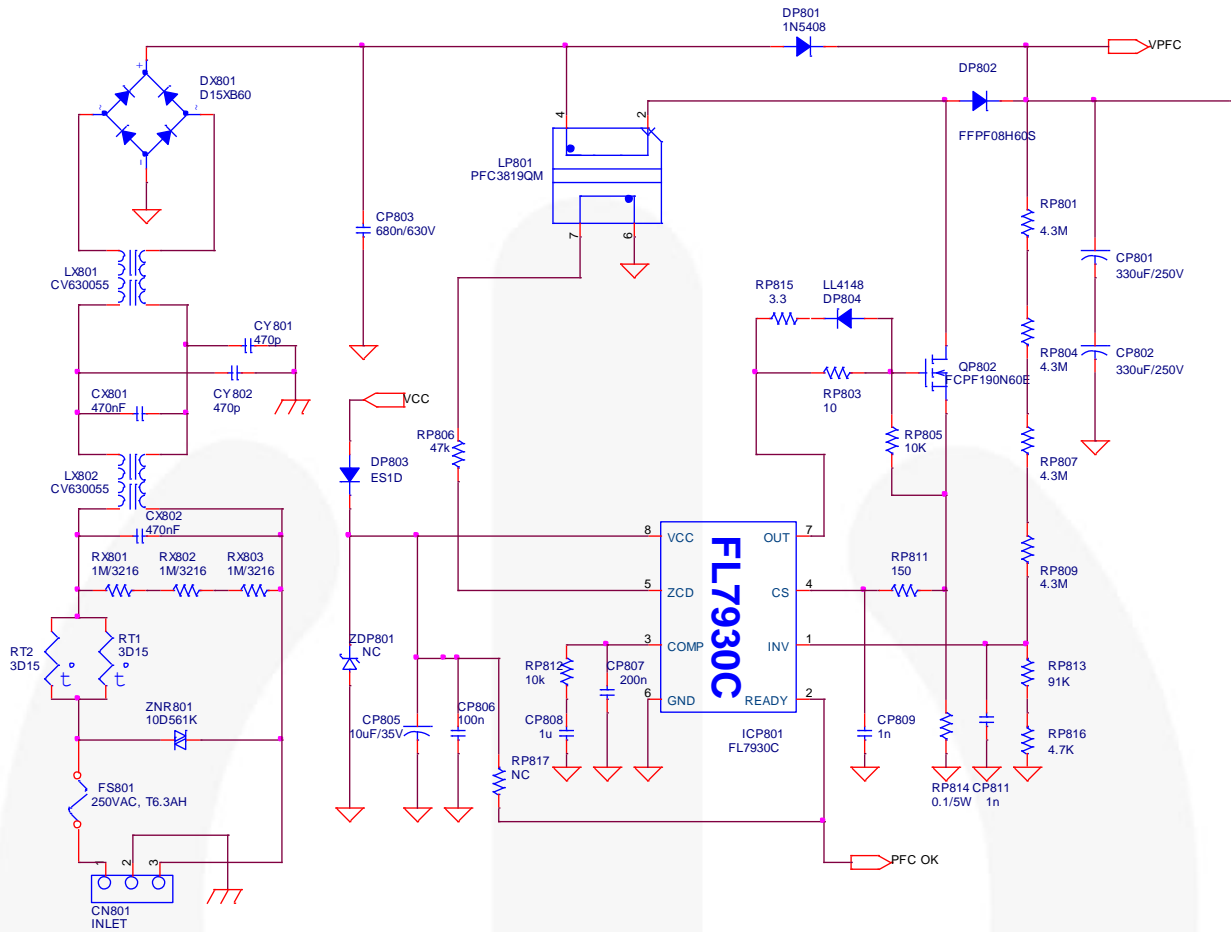 DP801
1N5408
VPFC
+
DX801
D15XB60
~
~
-
DP802
FFPF08H60S
4
2
LP801
PFC3819QM
7
6
CP803
680n/630V
RP801
4.3M
CP801
330uF/250V
LX801
CV630055
RP815
3.3
LL4148
DP804
CY801
470p
RP804
4.3M
CP802
330uF/250V
QP802
FCPF190N60E
CY802
470p
CX801
470nF
RP803
10
VCC
RP806
47k
RP805
10K
DP803
ES1D
RP807
4.3M
LX802
CV630055
CX802
470nF
8
VCC
OUT
7
FL7930C
RX801
1M/3216
RX802
1M/3216
RX803
1M/3216
RP811
150
RP809
4.3M
5
ZCD
CS
4
RT2
3D15
t
RT1
3D15
t
ZDP801
NC
3
COMP
INV
1
RP812
10k
CP807
200n
RP813
91K
6
GND
READY
2
ZNR801
10D561K
CP805
10uF/35V
CP806
100n
CP808
1u
ICP801
FL7930C
CP809
1n
RP816
4.7K
RP817
NC
FS801
250VAC, T6.3AH
RP814
0.1/5W
CP811
1n
PFC OK
1
2
3
CN801
INLET